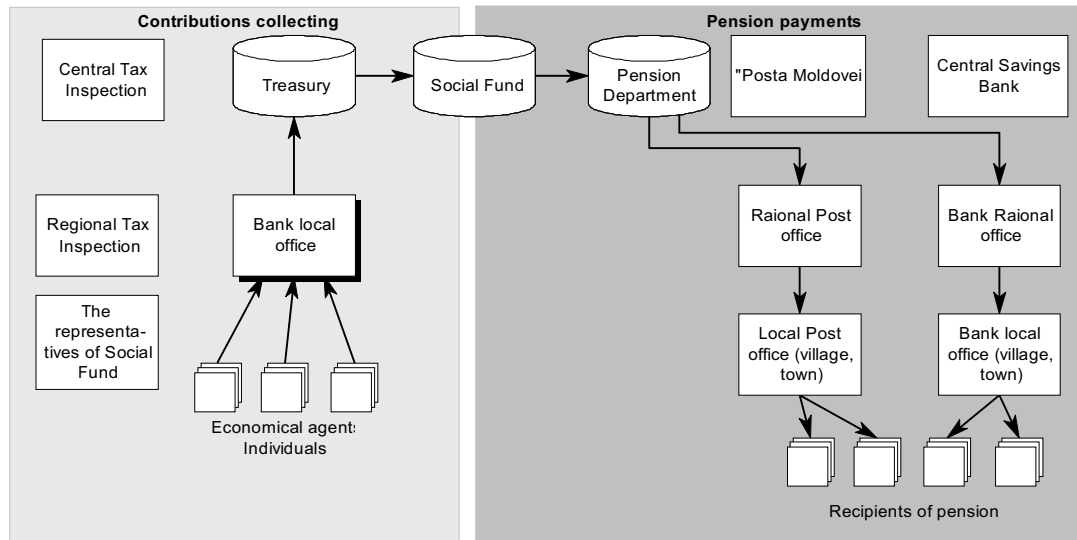 Contributions collecting
Pension payments
Central Tax
Inspection
Treasury
Social Fund
Pension
Department
"Posta Moldovei
Central Savings
Bank
Regional Tax
Inspection
Bank local
office
Raional Post
office
Bank Raional
office
The
representa-
tives of Social
Fund
Local Post
office (village,
town)
Bank local
office (village,
town)
Economical agent
Individuals
Recipients of pension